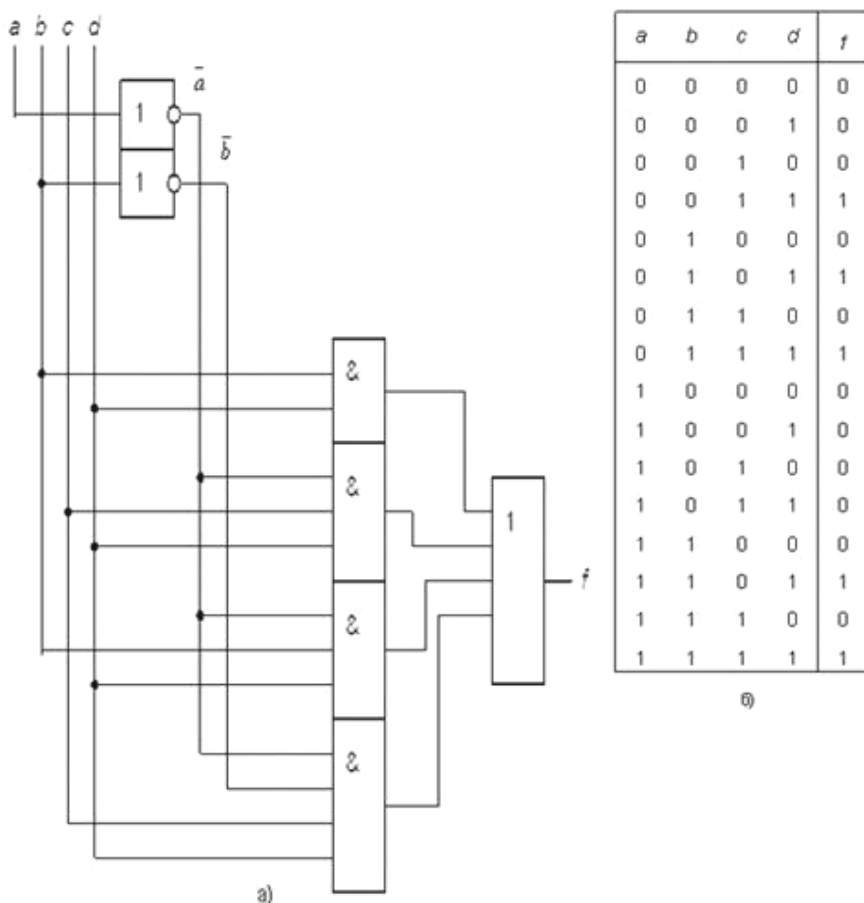 a b c d
a̅
1
b̅
1
&
&
1
f
&
&
а)
a b c d f
0 0 0 0 0
0 0 0 1 0
0 0 1 0 0
0 0 1 1 1
0 1 0 0 0
0 1 0 1 1
0 1 1 0 0
0 1 1 1 1
1 0 0 0 0
1 0 0 1 0
1 0 1 0 0
1 0 1 1 0
1 1 0 0 0
1 1 0 1 1
1 1 1 0 0
1 1 1 1 1
б)